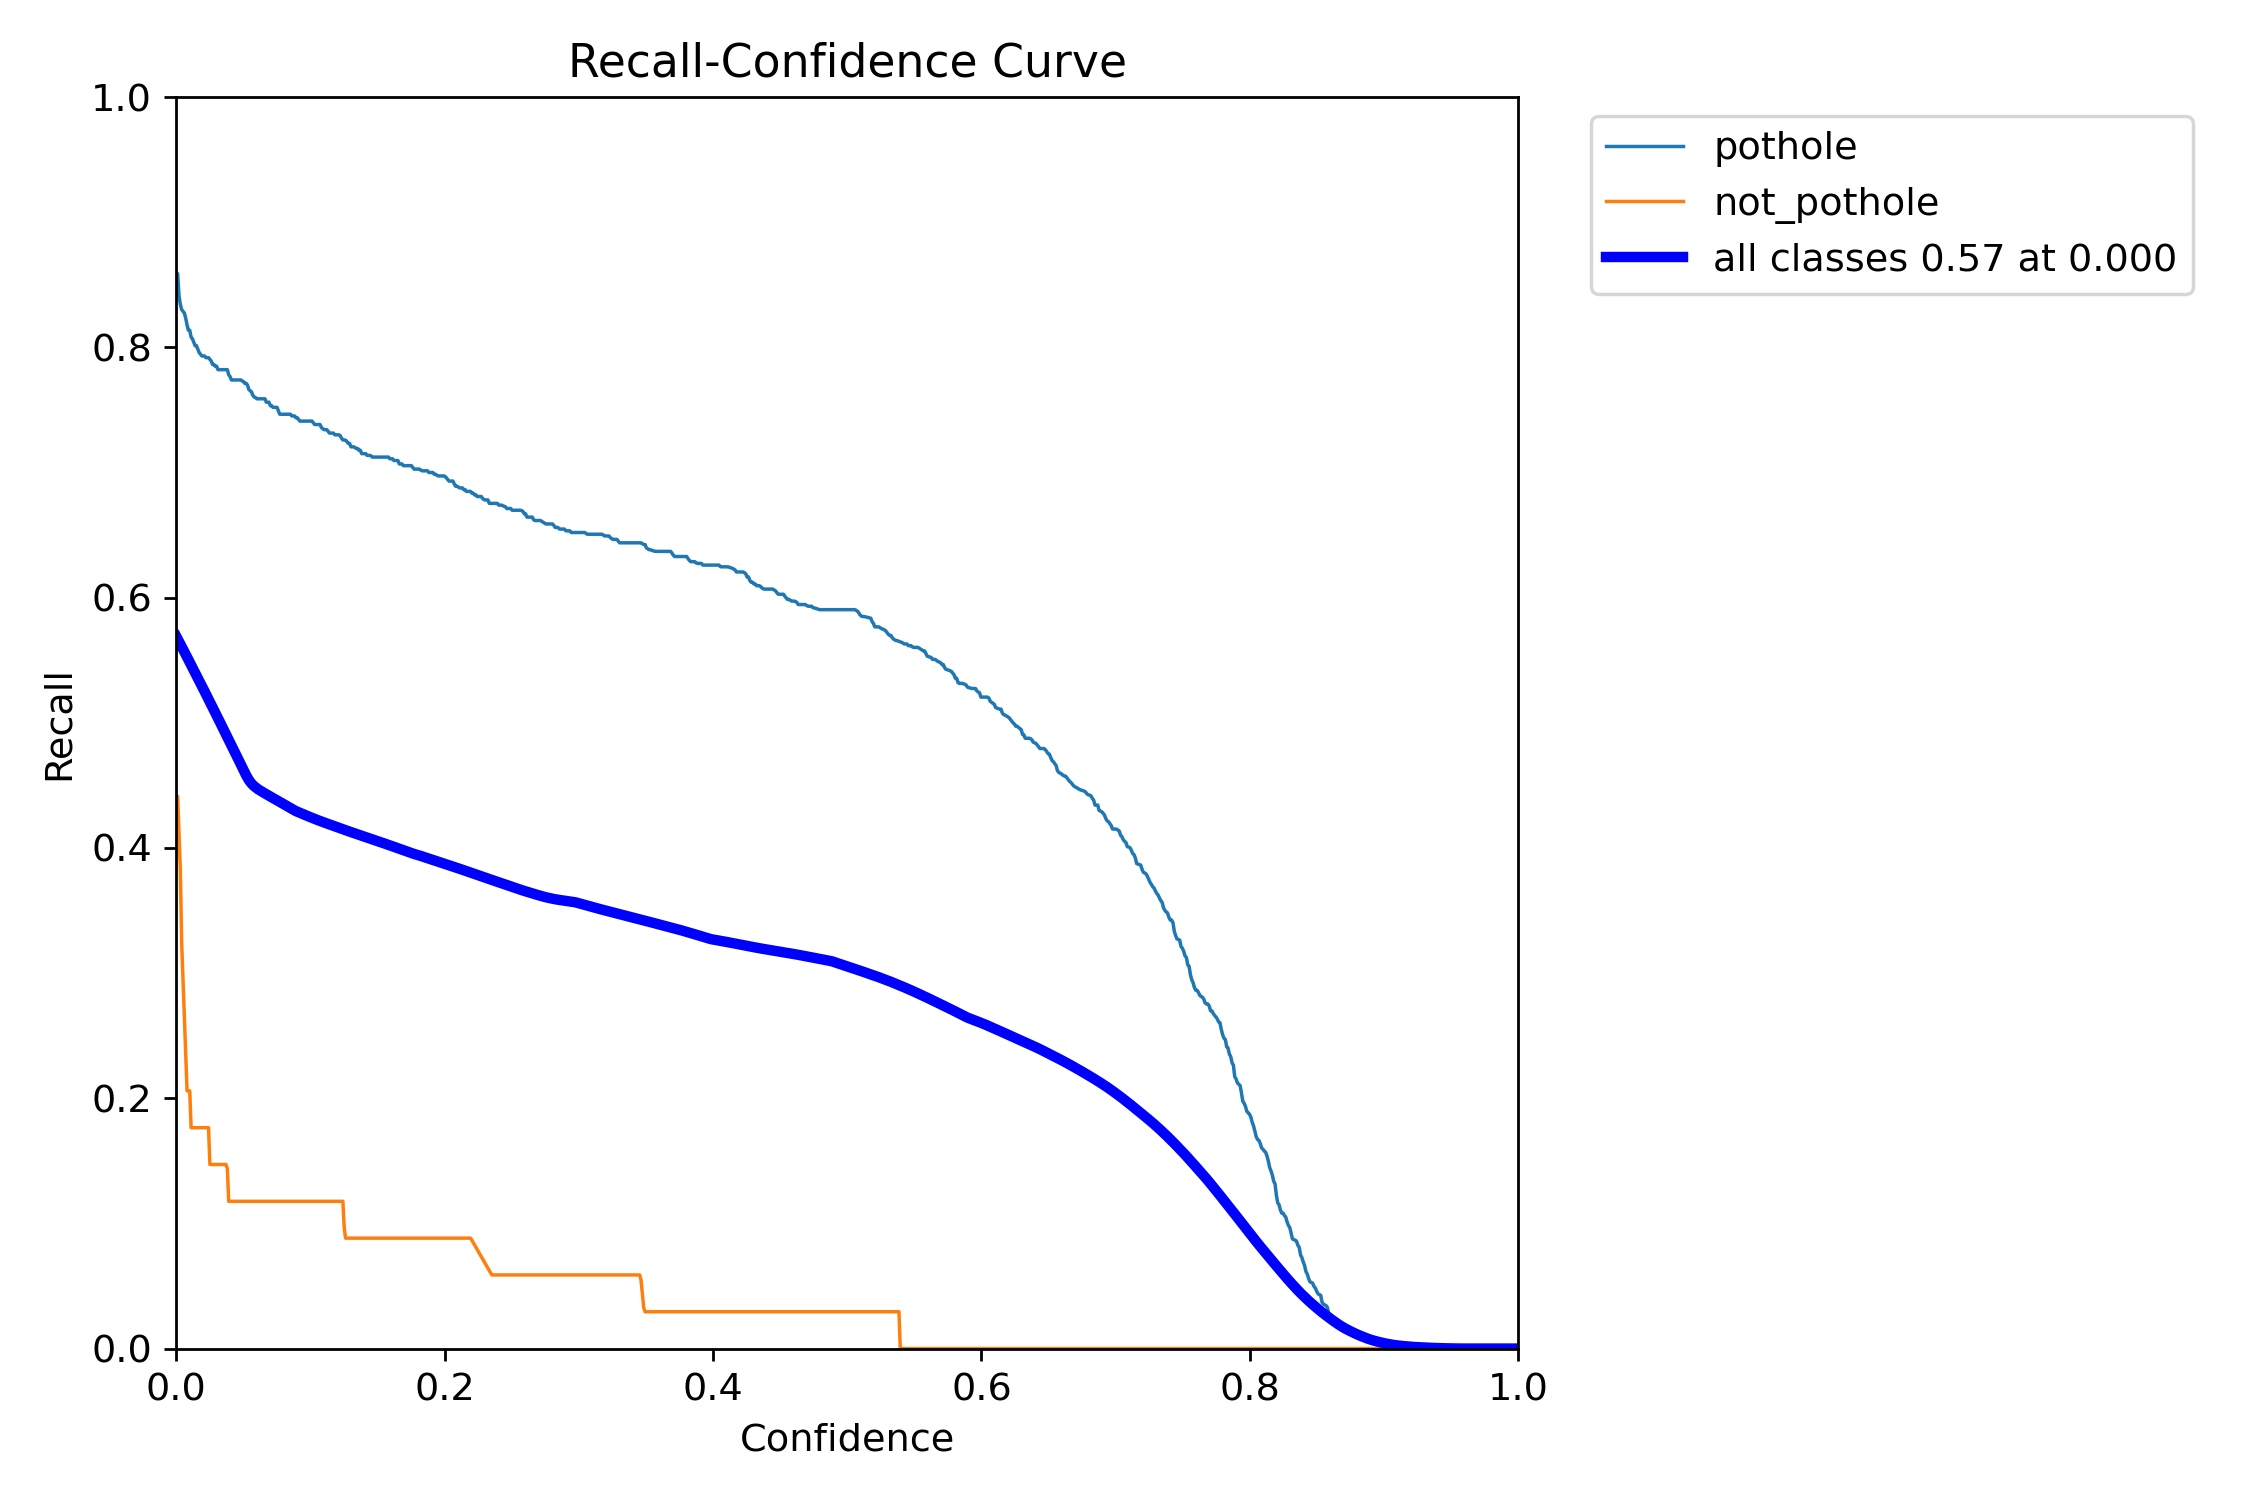 Recall-Confidence Curve
pothole
not_pothole
all classes 0.57 at 0.000
Recall
1.0
0.8
0.6
0.4
0.2
0.0
0.0 0.2 0.4 0.6 0.8 1.0
Confidence